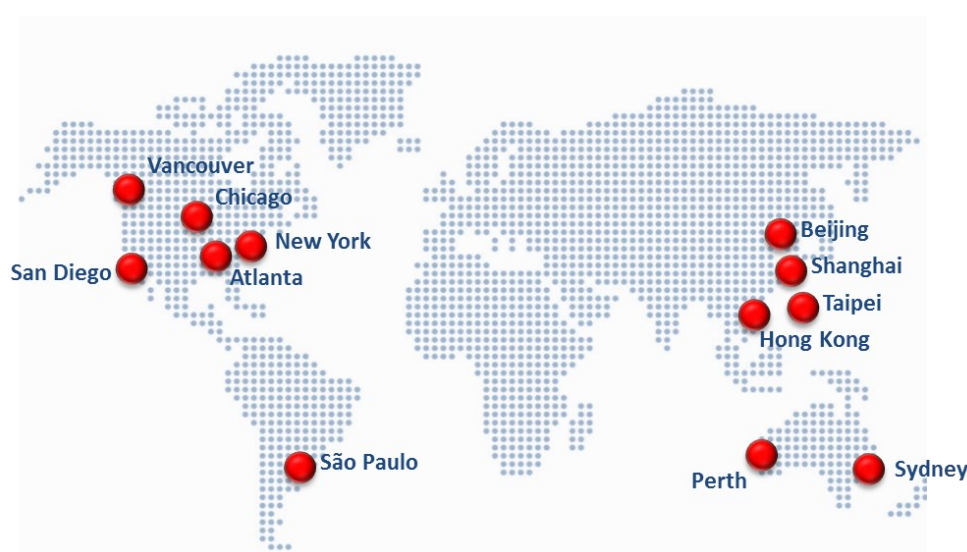 Vancouver
Chicago
New York
San Diego
Atlanta
Beijing
Shanghai
Taipei
Hong Kong
São Paulo
Perth
Sydney